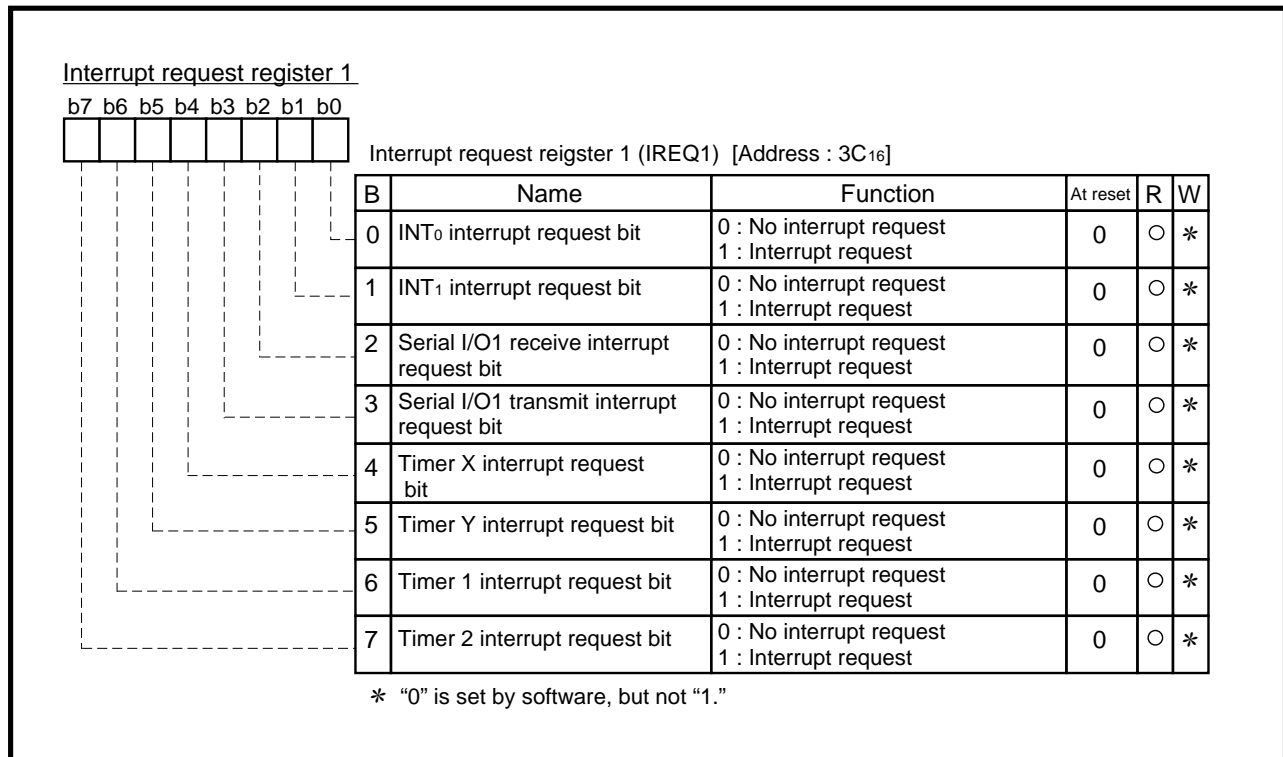 Interrupt request register 1
b7 b6 b5 b4 b3 b2 b1 b0
Interrupt request reigster 1 (IREQ1) [Address : 3C16]
B Name Function At reset R W
0 INT0 interrupt request bit 0 : No interrupt request 0 ○ *
1 : Interrupt request
1 INT1 interrupt request bit 0 : No interrupt request 0 ○ *
1 : Interrupt request
2 Serial I/O1 receive interrupt 0 : No interrupt request 0 ○ *
request bit 1 : Interrupt request
3 Serial I/O1 transmit interrupt 0 : No interrupt request 0 ○ *
request bit 1 : Interrupt request
4 Timer X interrupt request 0 : No interrupt request 0 ○ *
bit 1 : Interrupt request
5 Timer Y interrupt request bit 0 : No interrupt request 0 ○ *
1 : Interrupt request
6 Timer 1 interrupt request bit 0 : No interrupt request 0 ○ *
1 : Interrupt request
7 Timer 2 interrupt request bit 0 : No interrupt request 0 ○ *
1 : Interrupt request
* “0” is set by software, but not “1.”